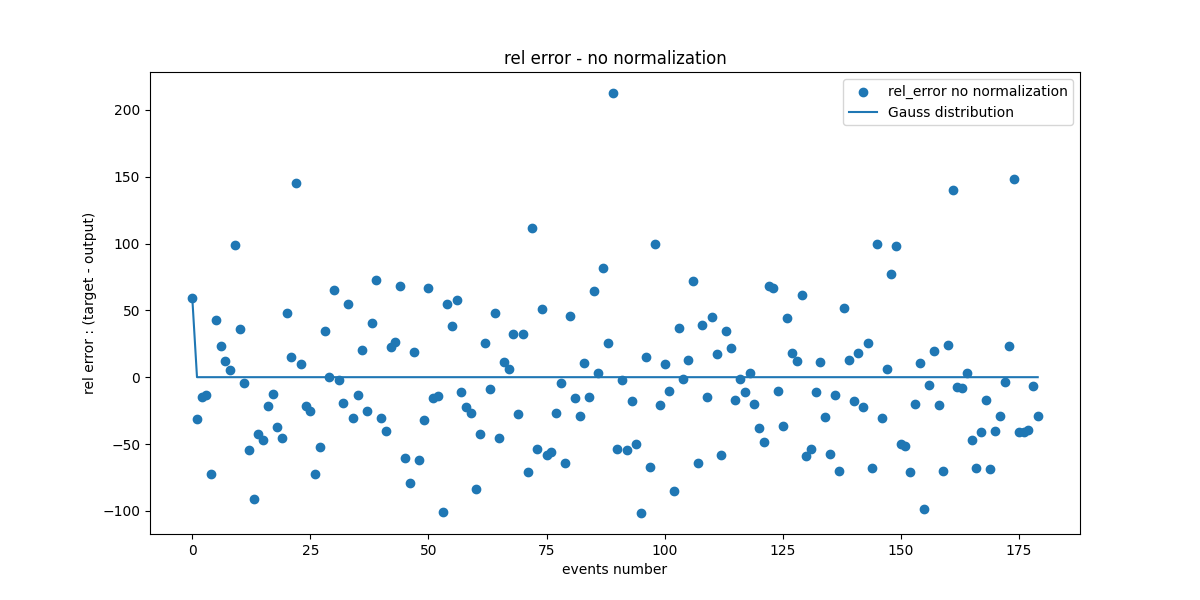 rel error - no normalization
rel_error no normalization
Gauss distribution
rel error : (target - output)
200
150
100
50
0
−50
−100
0 25 50 75 100 125 150 175
events number